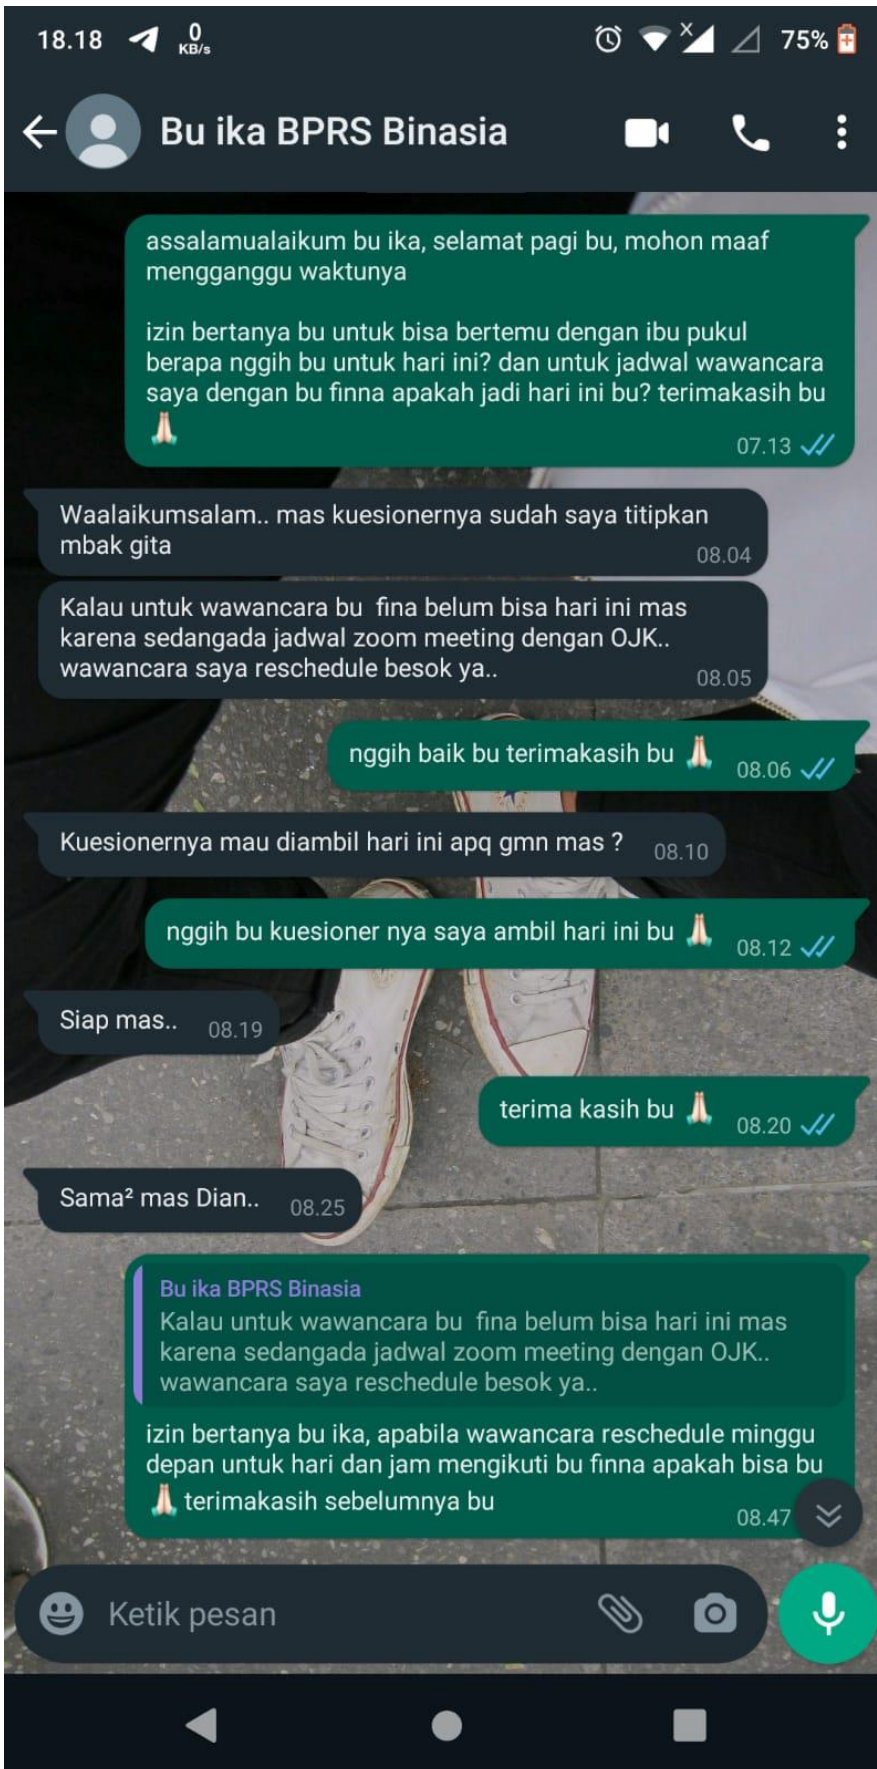 18.18 0 KB/s X 75%
Bu ika BPRS Binasia
assalamualaikum bu ika, selamat pagi bu, mohon maaf
mengganggu waktunya
izin bertanya bu untuk bisa bertemu dengan ibu pukul
berapa nggih bu untuk hari ini? dan untuk jadwal wawancara
saya dengan bu finna apakah jadi hari ini bu? terimakasih bu
🙏🏻
07.13
Waalaikumsalam.. mas kuesionernya sudah saya titipkan
mbak gita
08.04
Kalau untuk wawancara bu  fina belum bisa hari ini mas
karena sedangada jadwal zoom meeting dengan OJK..
wawancara saya reschedule besok ya..
08.05
nggih baik bu terimakasih bu 🙏🏻 08.06
Kuesionernya mau diambil hari ini apq gmn mas ? 08.10
nggih bu kuesioner nya saya ambil hari ini bu 🙏🏻 08.12
Siap mas.. 08.19
terima kasih bu 🙏🏻 08.20
Sama² mas Dian.. 08.25
Bu ika BPRS Binasia
Kalau untuk wawancara bu  fina belum bisa hari ini mas
karena sedangada jadwal zoom meeting dengan OJK..
wawancara saya reschedule besok ya..
izin bertanya bu ika, apabila wawancara reschedule minggu
depan untuk hari dan jam mengikuti bu finna apakah bisa bu
🙏🏻 terimakasih sebelumnya bu
08.47
Ketik pesan